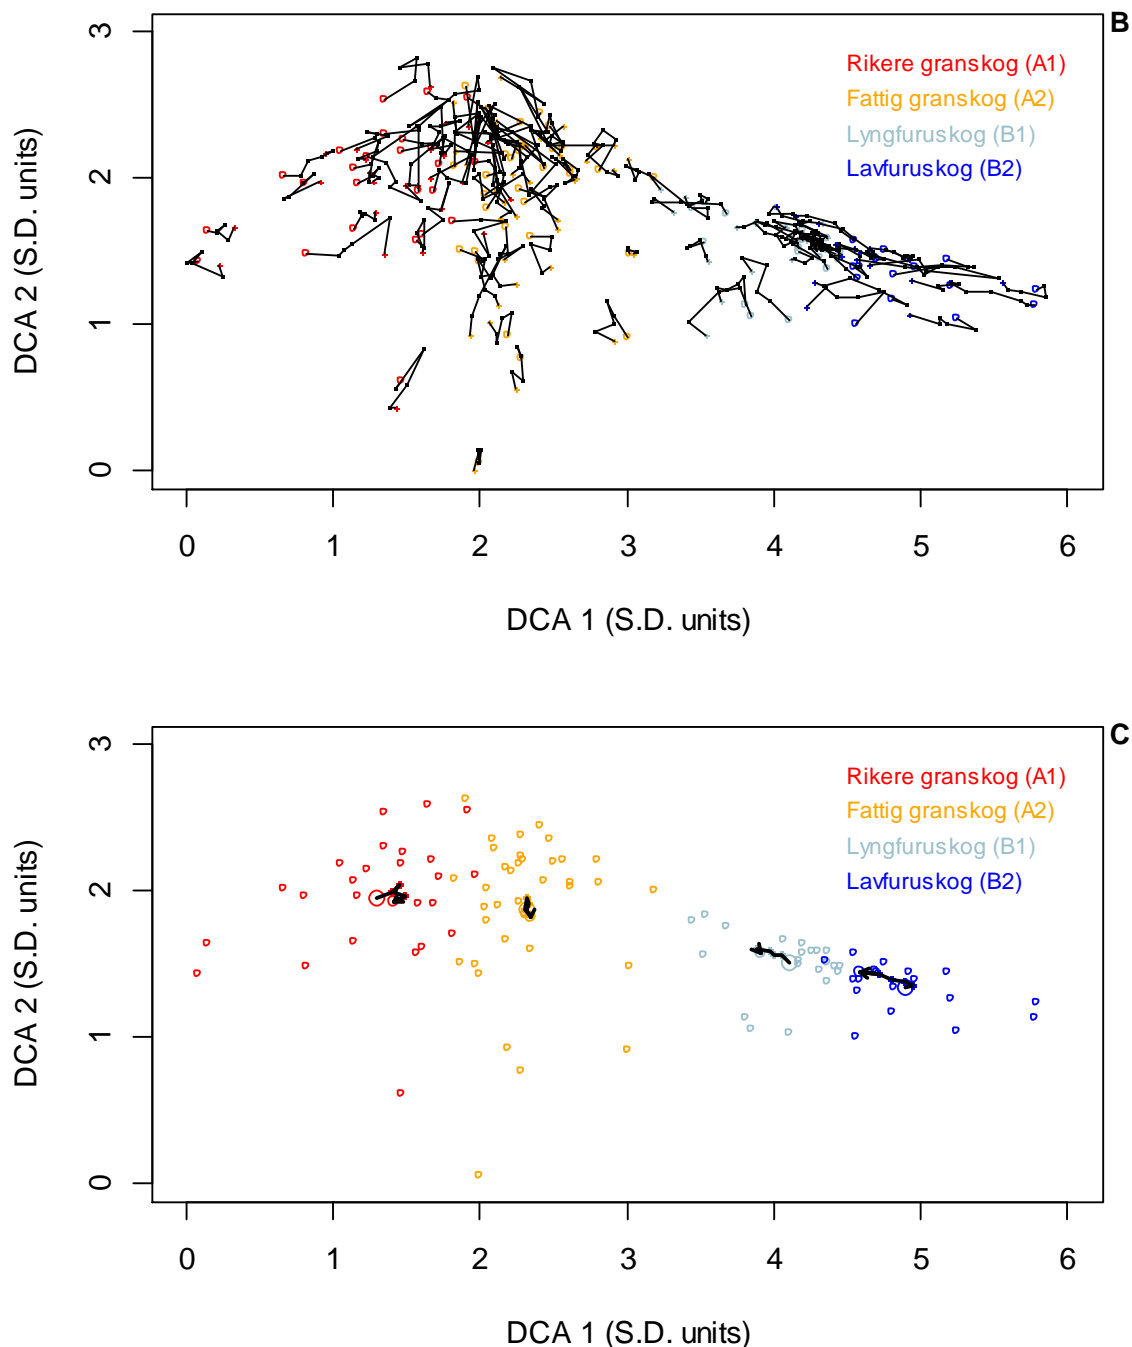 B
3
Rikere granskog (A1)
Fattig granskog (A2)
Lyngfuruskog (B1)
Lavfuruskog (B2)
2
1
0
DCA 2 (S.D. units)
0 1 2 3 4 5 6
DCA 1 (S.D. units)
C
3
Rikere granskog (A1)
Fattig granskog (A2)
Lyngfuruskog (B1)
Lavfuruskog (B2)
2
1
0
DCA 2 (S.D. units)
0 1 2 3 4 5 6
DCA 1 (S.D. units)